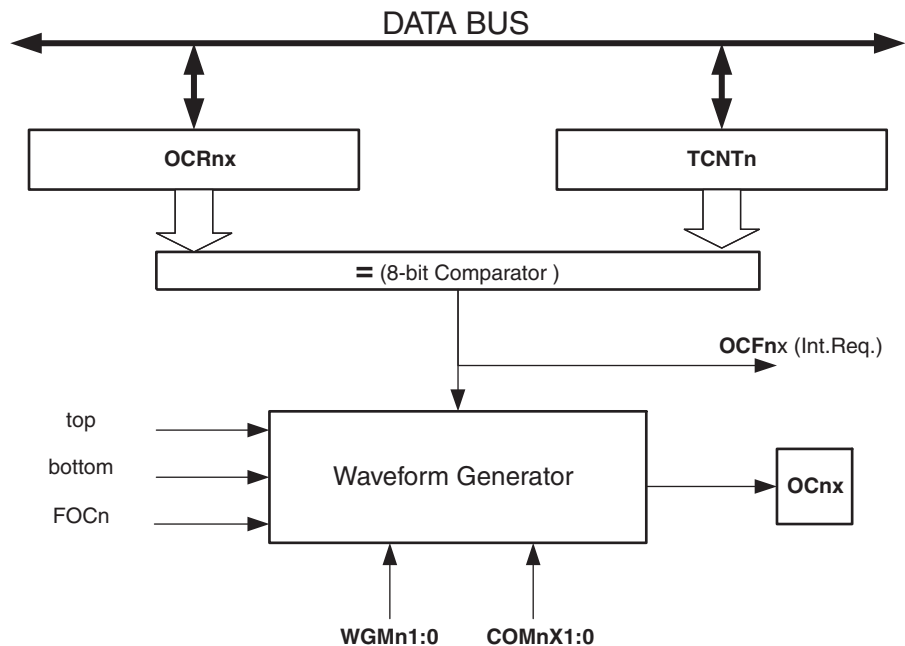 DATA BUS
OCRnx
TCNTn
= (8-bit Comparator )
OCFnx (Int.Req.)
top
bottom
FOCn
Waveform Generator
OCnx
WGMn1:0
COMnX1:0